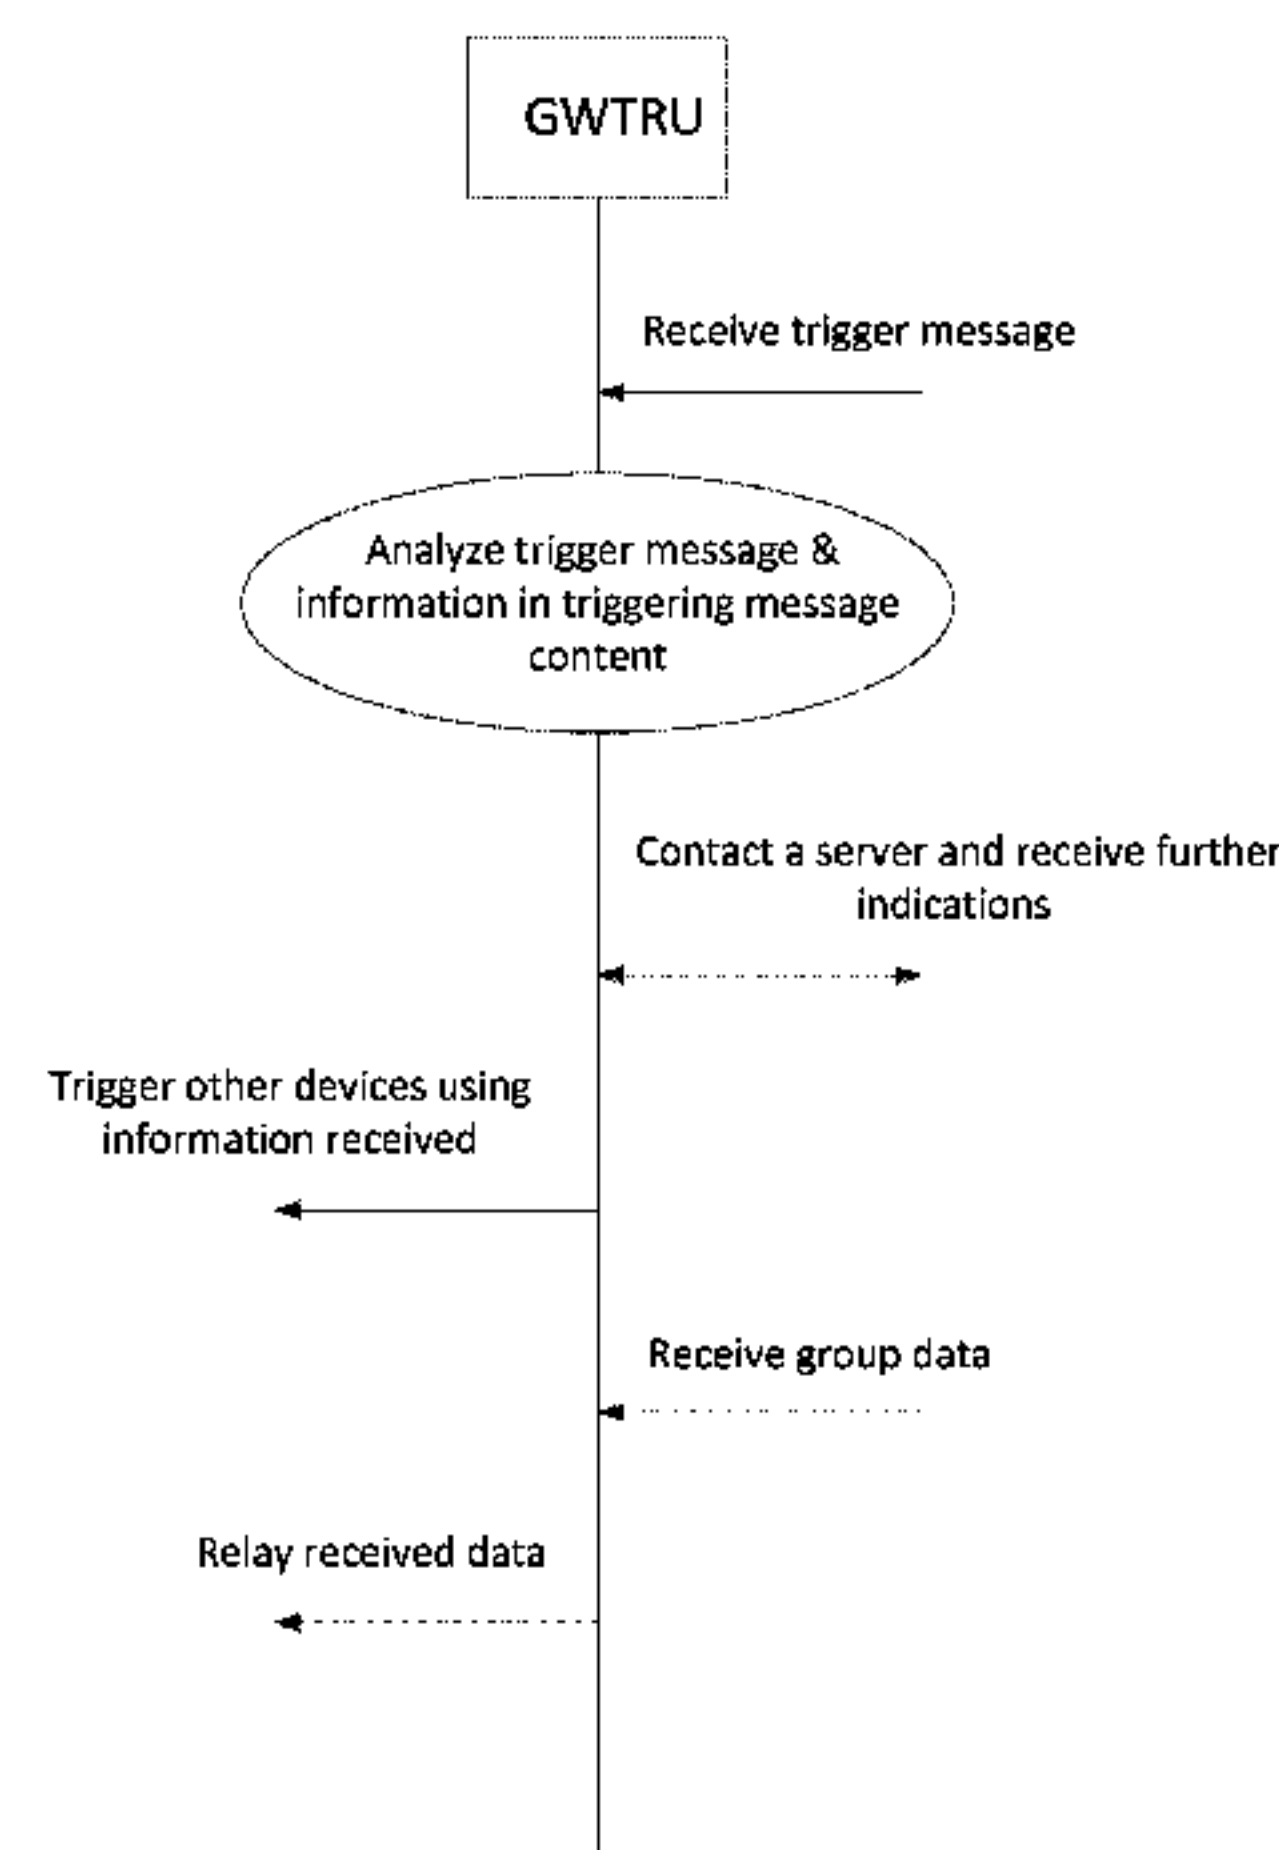 GWTRU
Receive trigger message
Analyze trigger message &
information in triggering message
content
Contact a server and receive further
indications
Trigger other devices using
information received
Receive group data
Relay received data